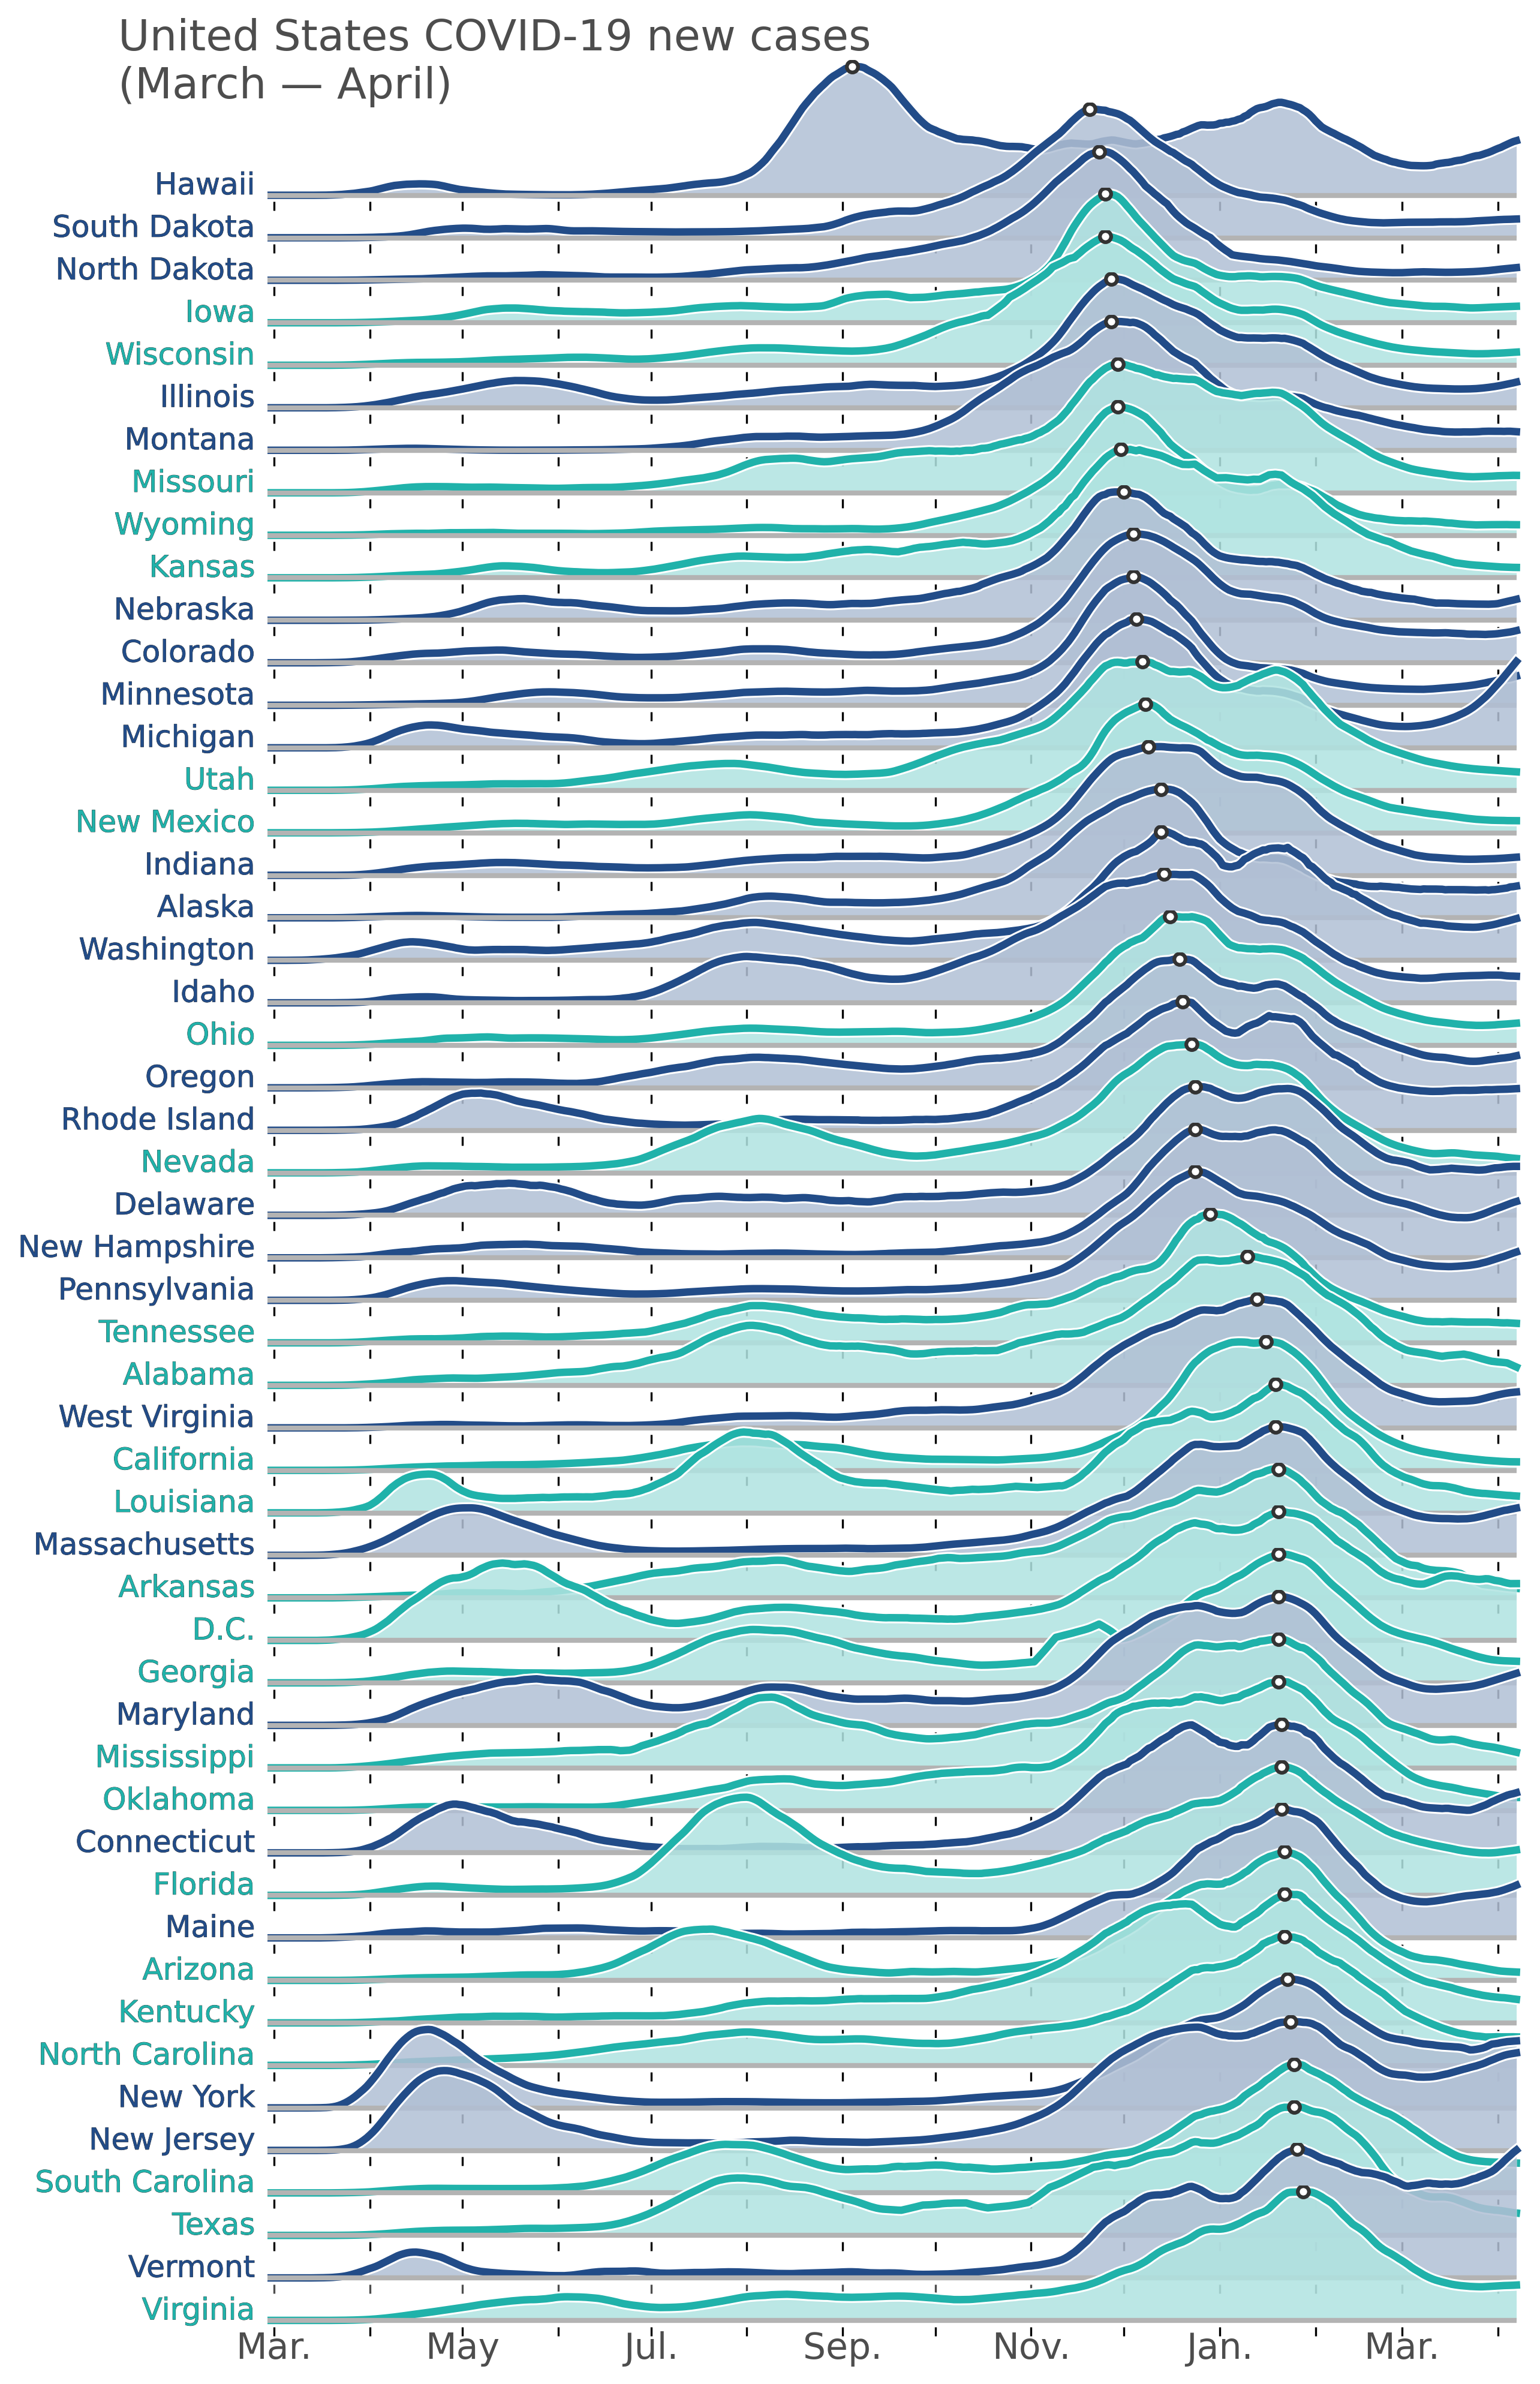 United States COVID-19 new cases
(March — April)
Hawaii
South Dakota
North Dakota
Iowa
Wisconsin
Illinois
Montana
Missouri
Wyoming
Kansas
Nebraska
Colorado
Minnesota
Michigan
Utah
New Mexico
Indiana
Alaska
Washington
Idaho
Ohio
Oregon
Rhode Island
Nevada
Delaware
New Hampshire
Pennsylvania
Tennessee
Alabama
West Virginia
California
Louisiana
Massachusetts
Arkansas
D.C.
Georgia
Maryland
Mississippi
Oklahoma
Connecticut
Florida
Maine
Arizona
Kentucky
North Carolina
New York
New Jersey
South Carolina
Texas
Vermont
Virginia
Mar. May Jul. Sep. Nov. Jan. Mar.